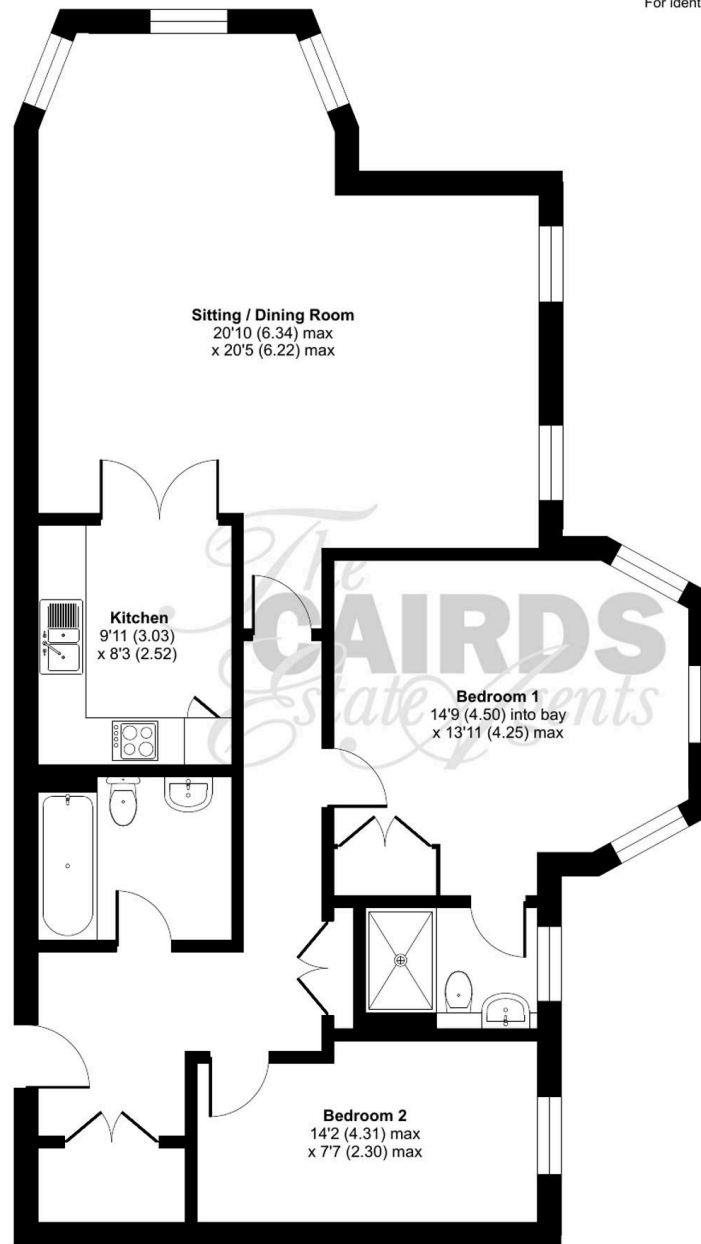 For ident
Sitting / Dining Room
20'10 (6.34) max
x 20'5 (6.22) max
Kitchen
9'11 (3.03)
x 8'3 (2.52)
The
CAIRDS
Estate Agents
Bedroom 1
14'9 (4.50) into bay
x 13'11 (4.25) max
Bedroom 2
14'2 (4.31) max
x 7'7 (2.30) max